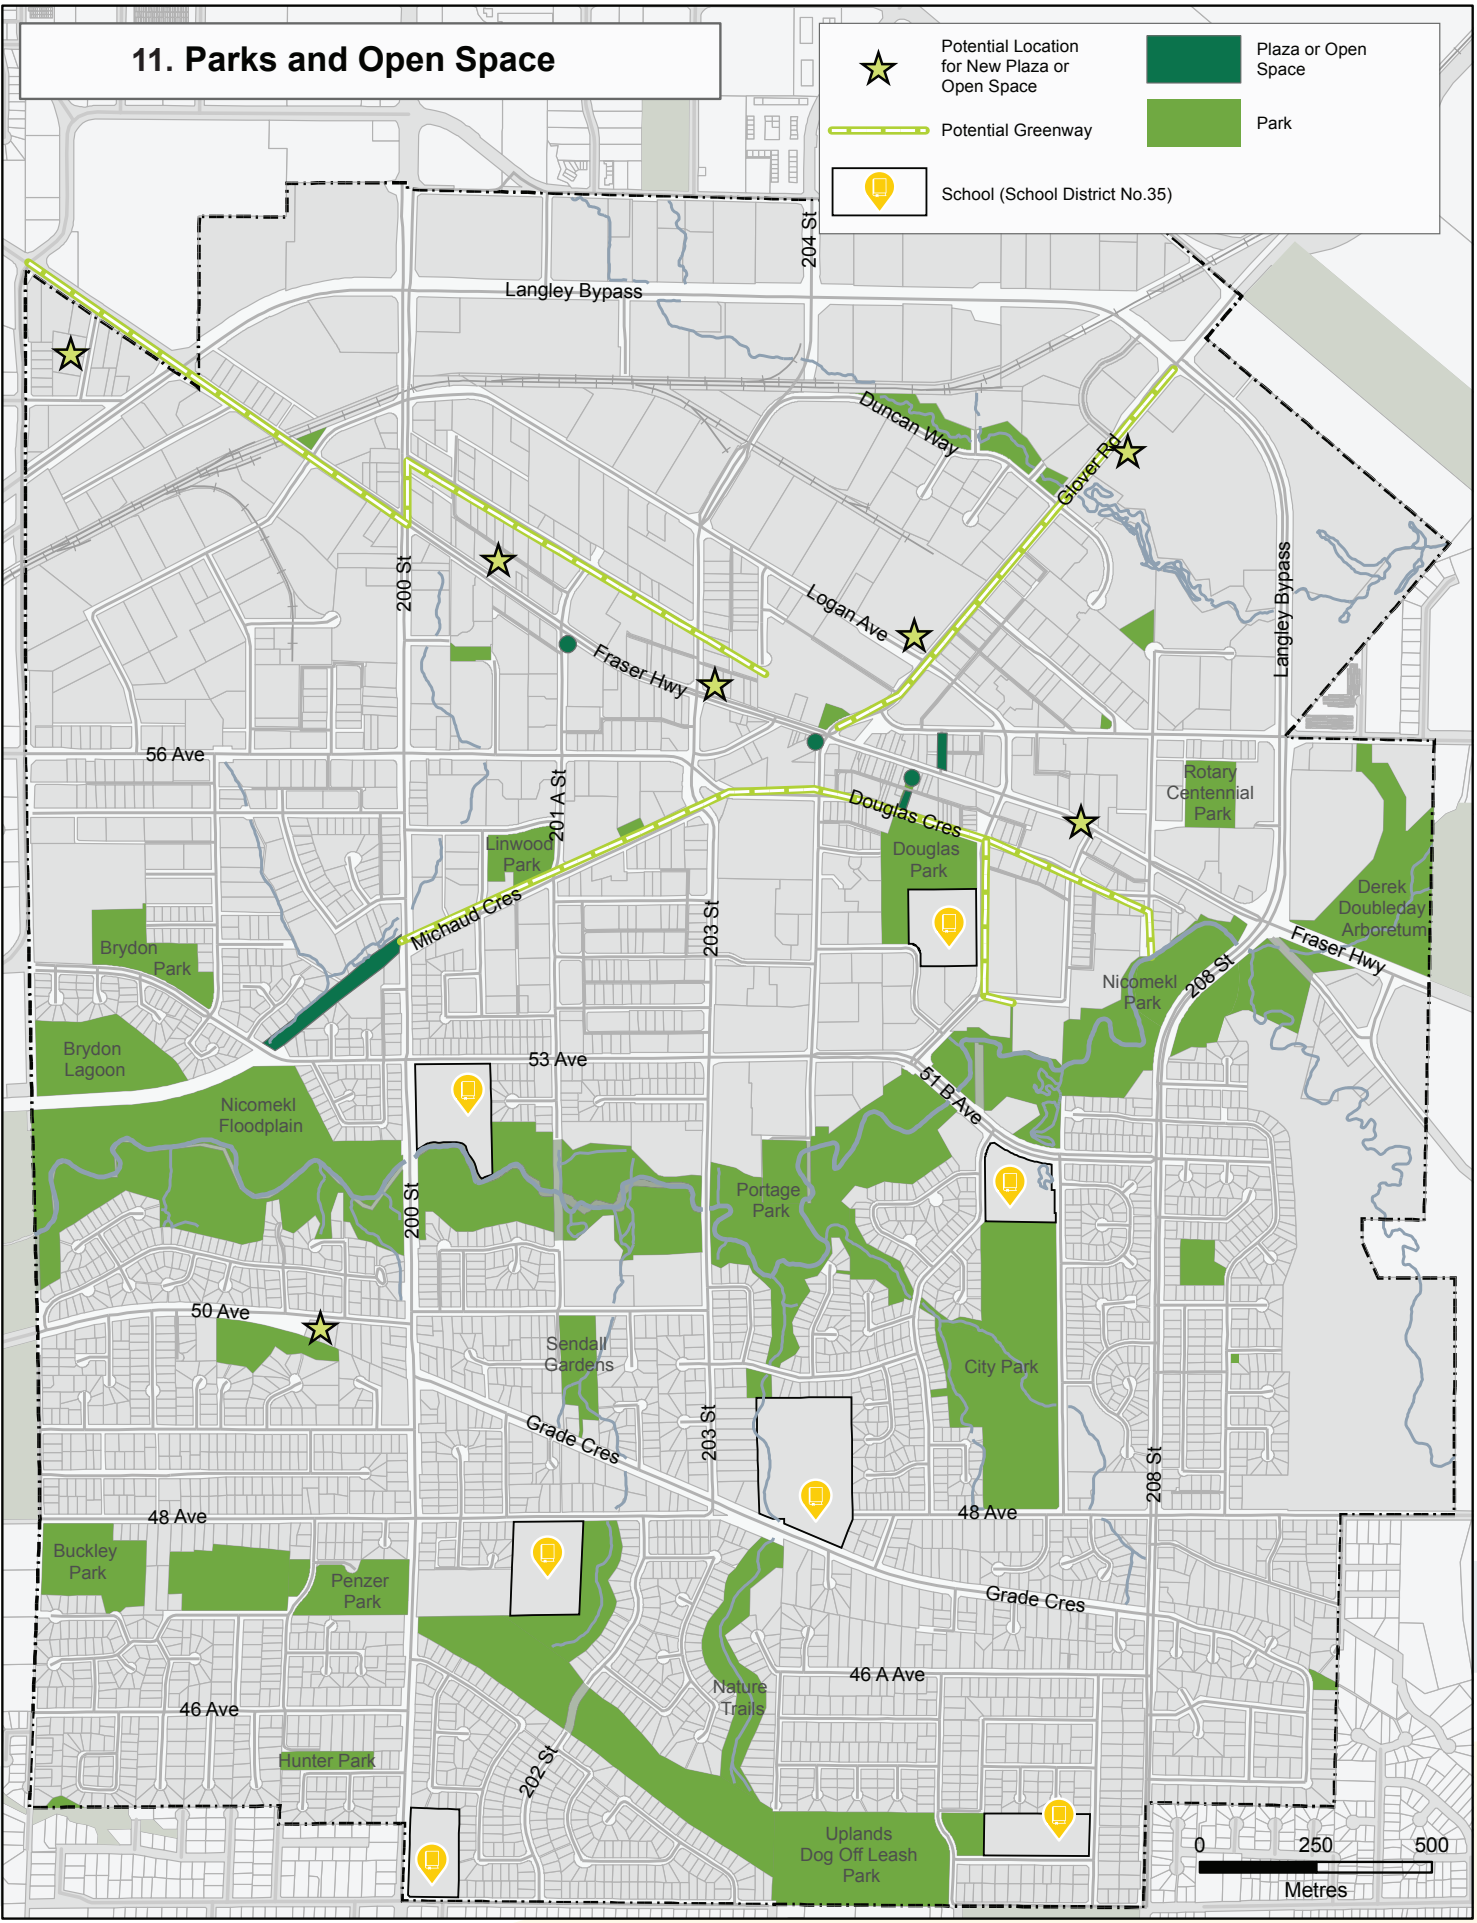 11. Parks and Open Space
Potential Location
for New Plaza or
Open Space
Plaza or Open
Space
Potential Greenway
Park
School (School District No.35)
204 St
Langley Bypass
Duncan Way
Glover Rd
200 St
Logan Ave
Langley Bypass
Fraser Hwy
56 Ave
201 A St
Rotary
Centennial
Park
Douglas Cres
Linwood
Park
Douglas
Park
Derek
Doubleday
Arboretum
Michaud Cres
203 St
Brydon
Park
Fraser Hwy
208 St
Nicomekl
Park
Brydon
Lagoon
53 Ave
51 B Ave
Nicomekl
Floodplain
200 St
Portage
Park
50 Ave
Sendall
Gardens
City Park
Grade Cres
203 St
208 St
48 Ave
48 Ave
Buckley
Park
Penzer
Park
Grade Cres
46 A Ave
Nature
Trails
46 Ave
Hunter Park
202 St
Uplands
Dog Off Leash
Park
0 250 500
Metres